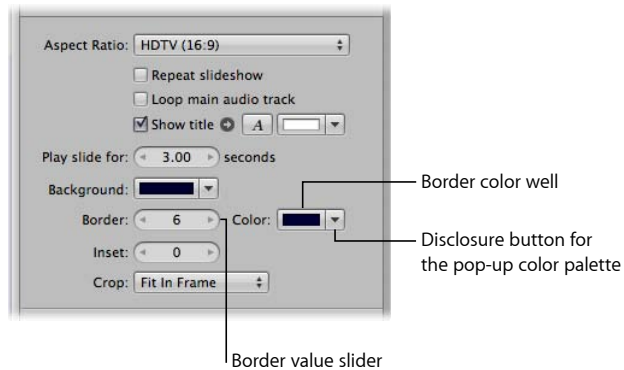 Aspect Ratio: HDTV (16:9)
Repeat slideshow
Loop main audio track
Show title A
Play slide for: 3.00 seconds
Background:
Border: 6 Color:
Inset: 0
Crop: Fit In Frame
Border color well
Disclosure button for
the pop-up color palette
Border value slider